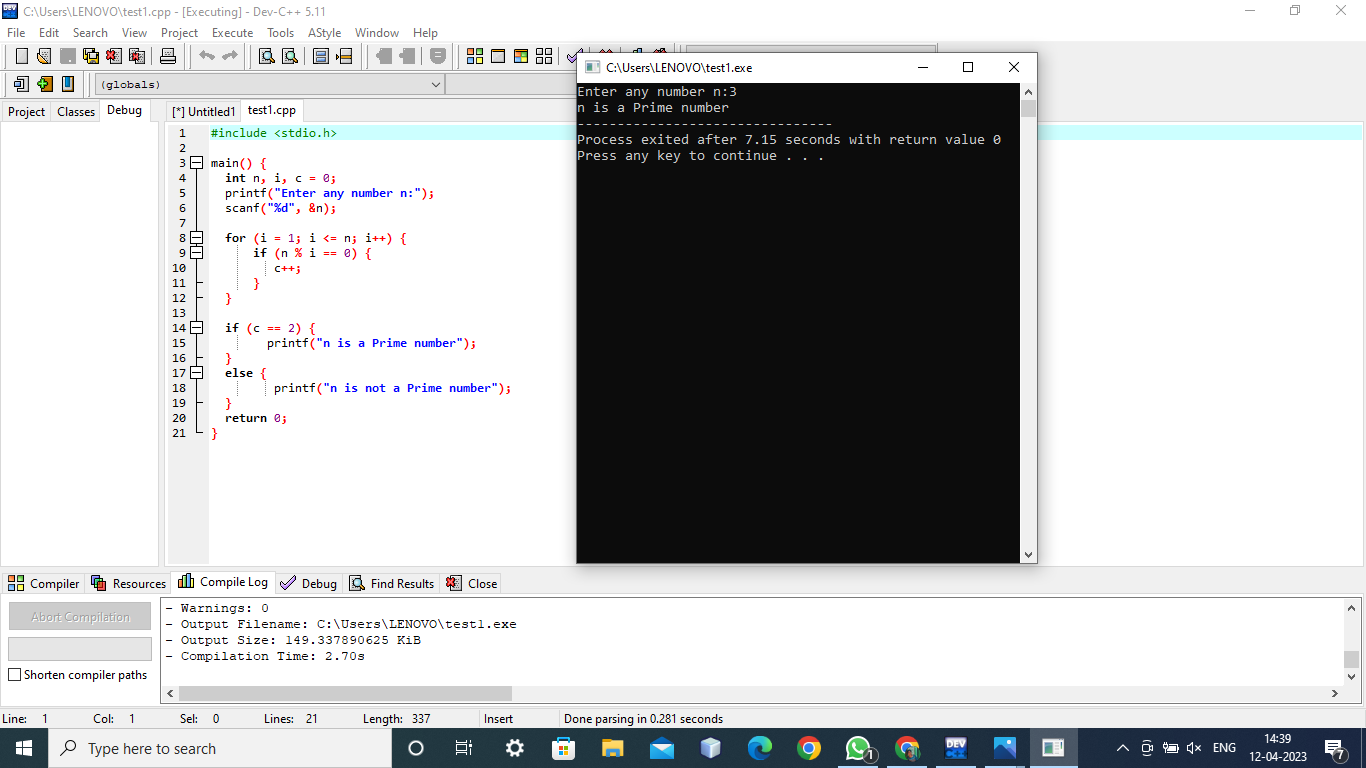 C:\Users\LENOVO\test1.cpp - [Executing] - Dev-C++ 5.11
File Edit Search View Project Execute Tools AStyle Window Help
(globals)
Project Classes Debug
[*] Untitled1 test1.cpp
1 #include <stdio.h>
2
3 main() {
4 int n, i, c = 0;
5 printf("Enter any number n:");
6 scanf("%d", &n);
7
8 for (i = 1; i <= n; i++) {
9 if (n % i == 0) {
10 c++;
11 }
12 }
13
14 if (c == 2) {
15 printf("n is a Prime number");
16 }
17 else {
18 printf("n is not a Prime number");
19 }
20 return 0;
21 }
C:\Users\LENOVO\test1.exe
Enter any number n:3
n is a Prime number
--------------------------------
Process exited after 7.15 seconds with return value 0
Press any key to continue . . .
Compiler Resources Compile Log Debug Find Results Close
Abort Compilation
Shorten compiler paths
- Warnings: 0
- Output Filename: C:\Users\LENOVO\test1.exe
- Output Size: 149.337890625 KiB
- Compilation Time: 2.70s
Line: 1 Col: 1 Sel: 0 Lines: 21 Length: 337 Insert Done parsing in 0.281 seconds
Type here to search
DEV
1
ENG
14:39
12-04-2023
7